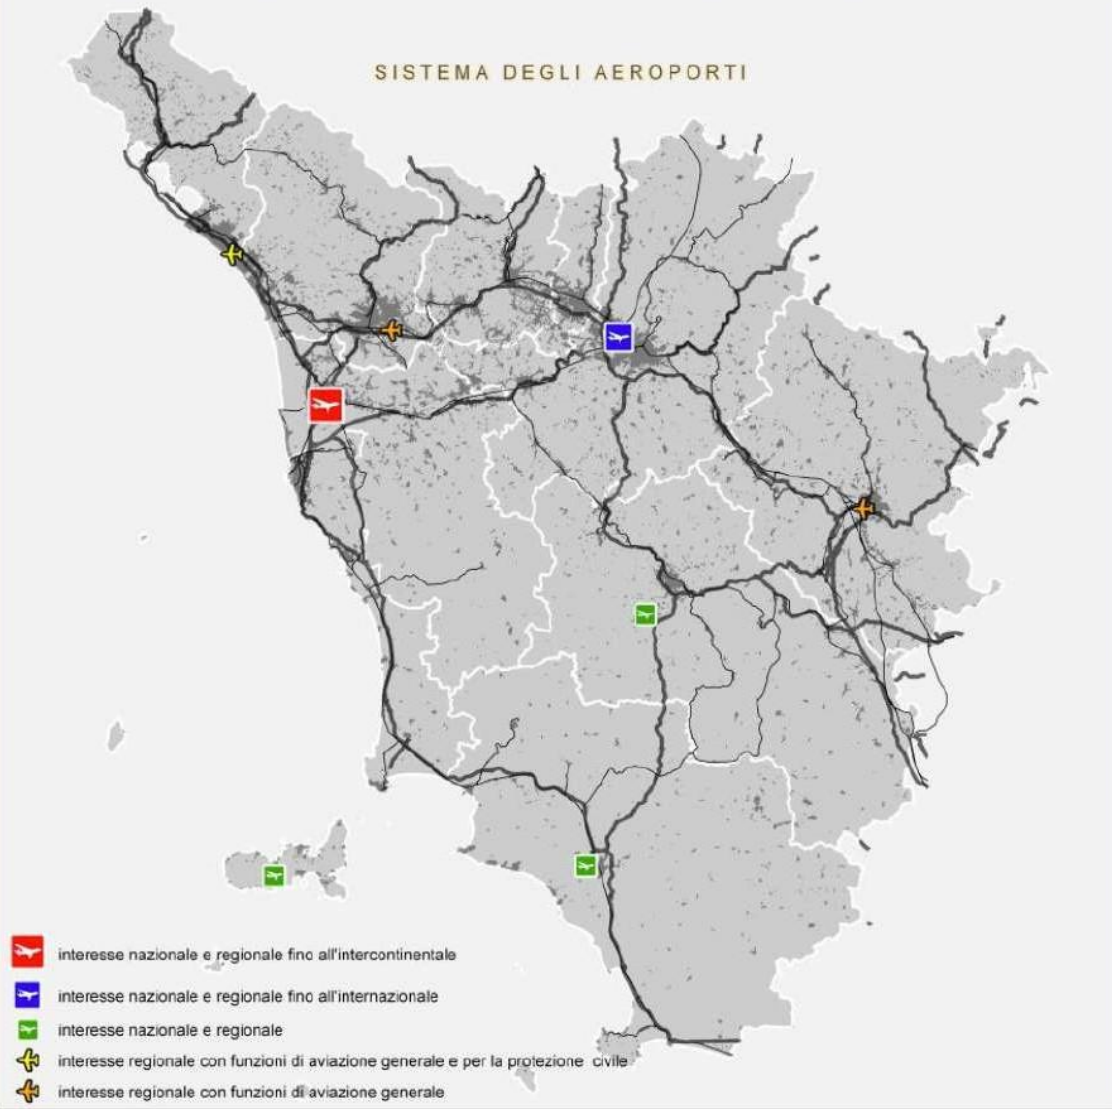 SISTEMA DEGLI AEROPORTI
interesse nazionale e regionale fino all'intercontinentale
interesse nazionale e regionale fino all'internazionale
interesse nazionale e regionale
interesse regionale con funzioni di aviazione generale e per la protezione civile
interesse regionale con funzioni di aviazione generale